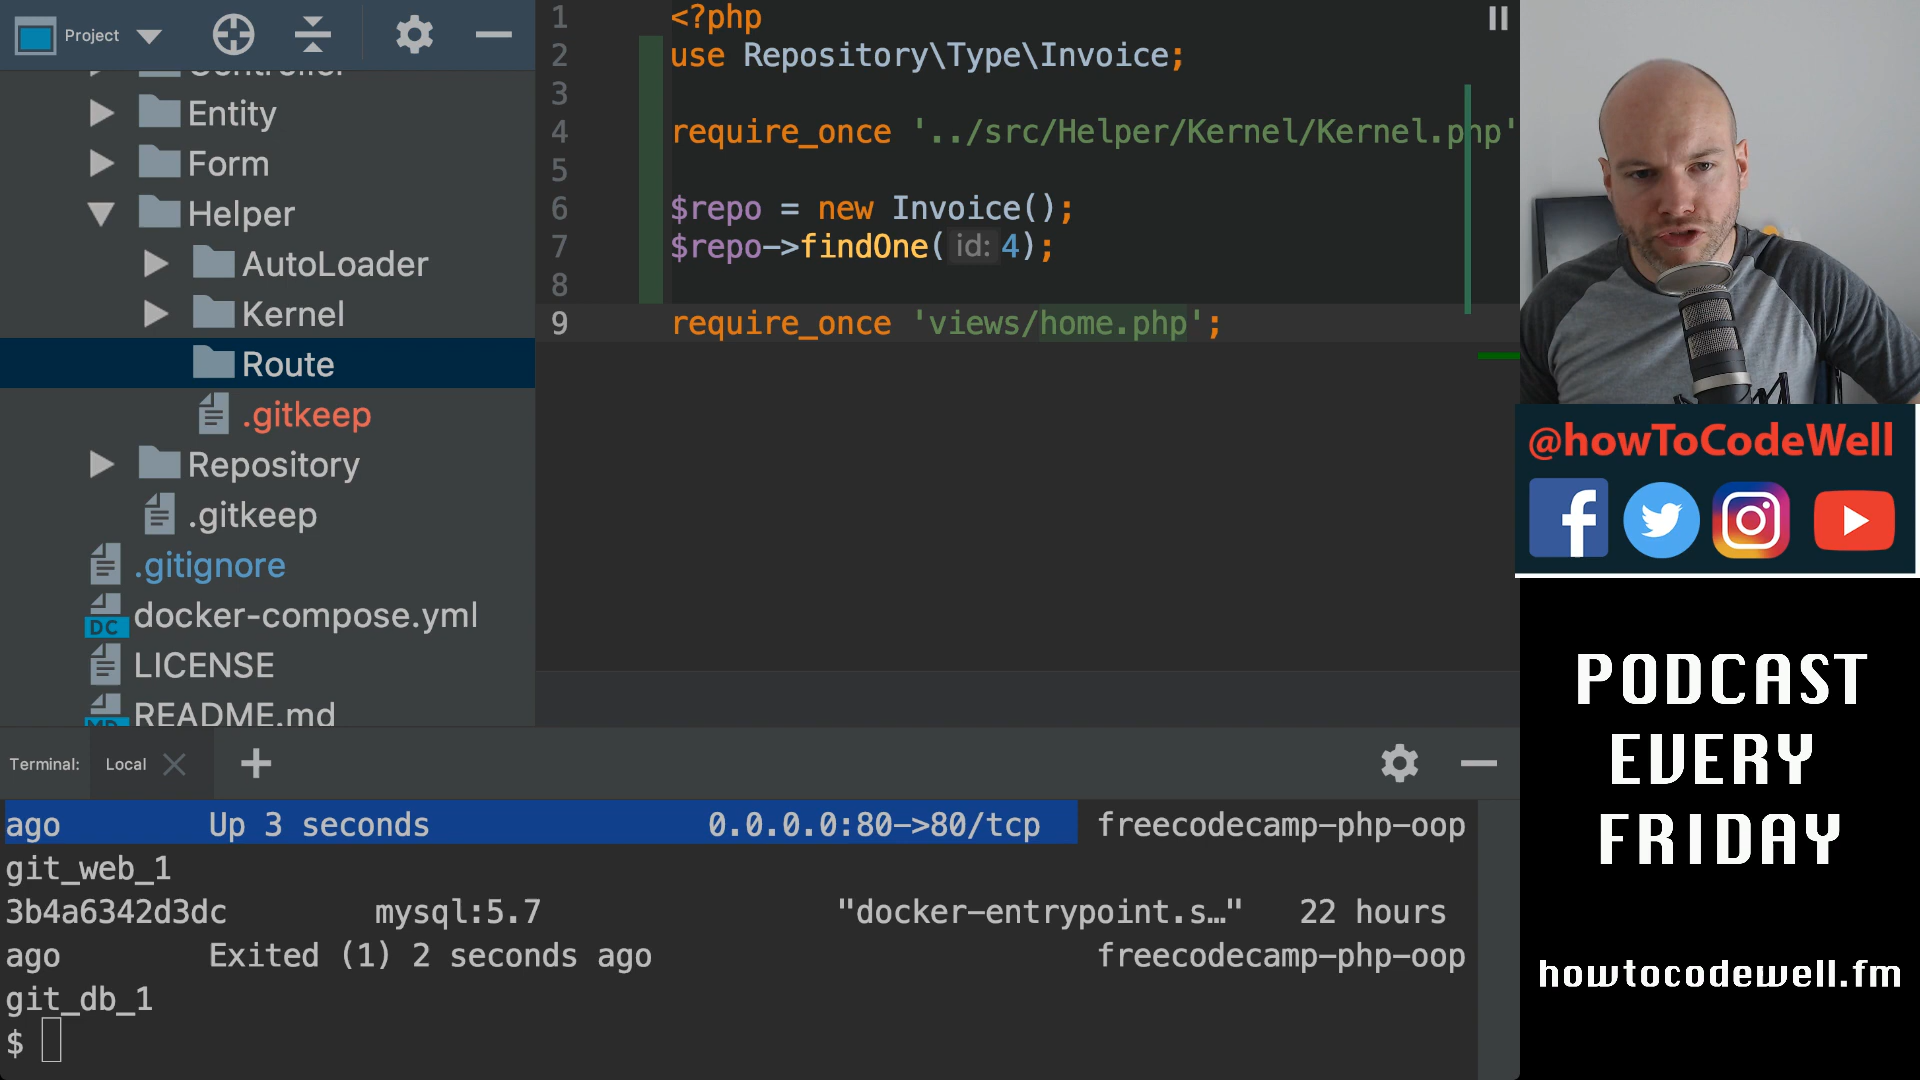 Project
Controller
Entity
Form
Helper
AutoLoader
Kernel
Route
.gitkeep
Repository
.gitkeep
.gitignore
DC docker-compose.yml
LICENSE
MD README.md
1 <?php
2 use Repository\Type\Invoice;
3
4 require_once '../src/Helper/Kernel/Kernel.php'
5
6 $repo = new Invoice();
7 $repo->findOne( id: 4);
8
9 require_once 'views/home.php';
Terminal: Local
ago Up 3 seconds 0.0.0.0:80->80/tcp freecodecamp-php-oop
git_web_1
3b4a6342d3dc mysql:5.7 "docker-entrypoint.s…" 22 hours
ago Exited (1) 2 seconds ago freecodecamp-php-oop
git_db_1
$
@howToCodeWell
PODCAST
EVERY
FRIDAY
howtocodewell.fm